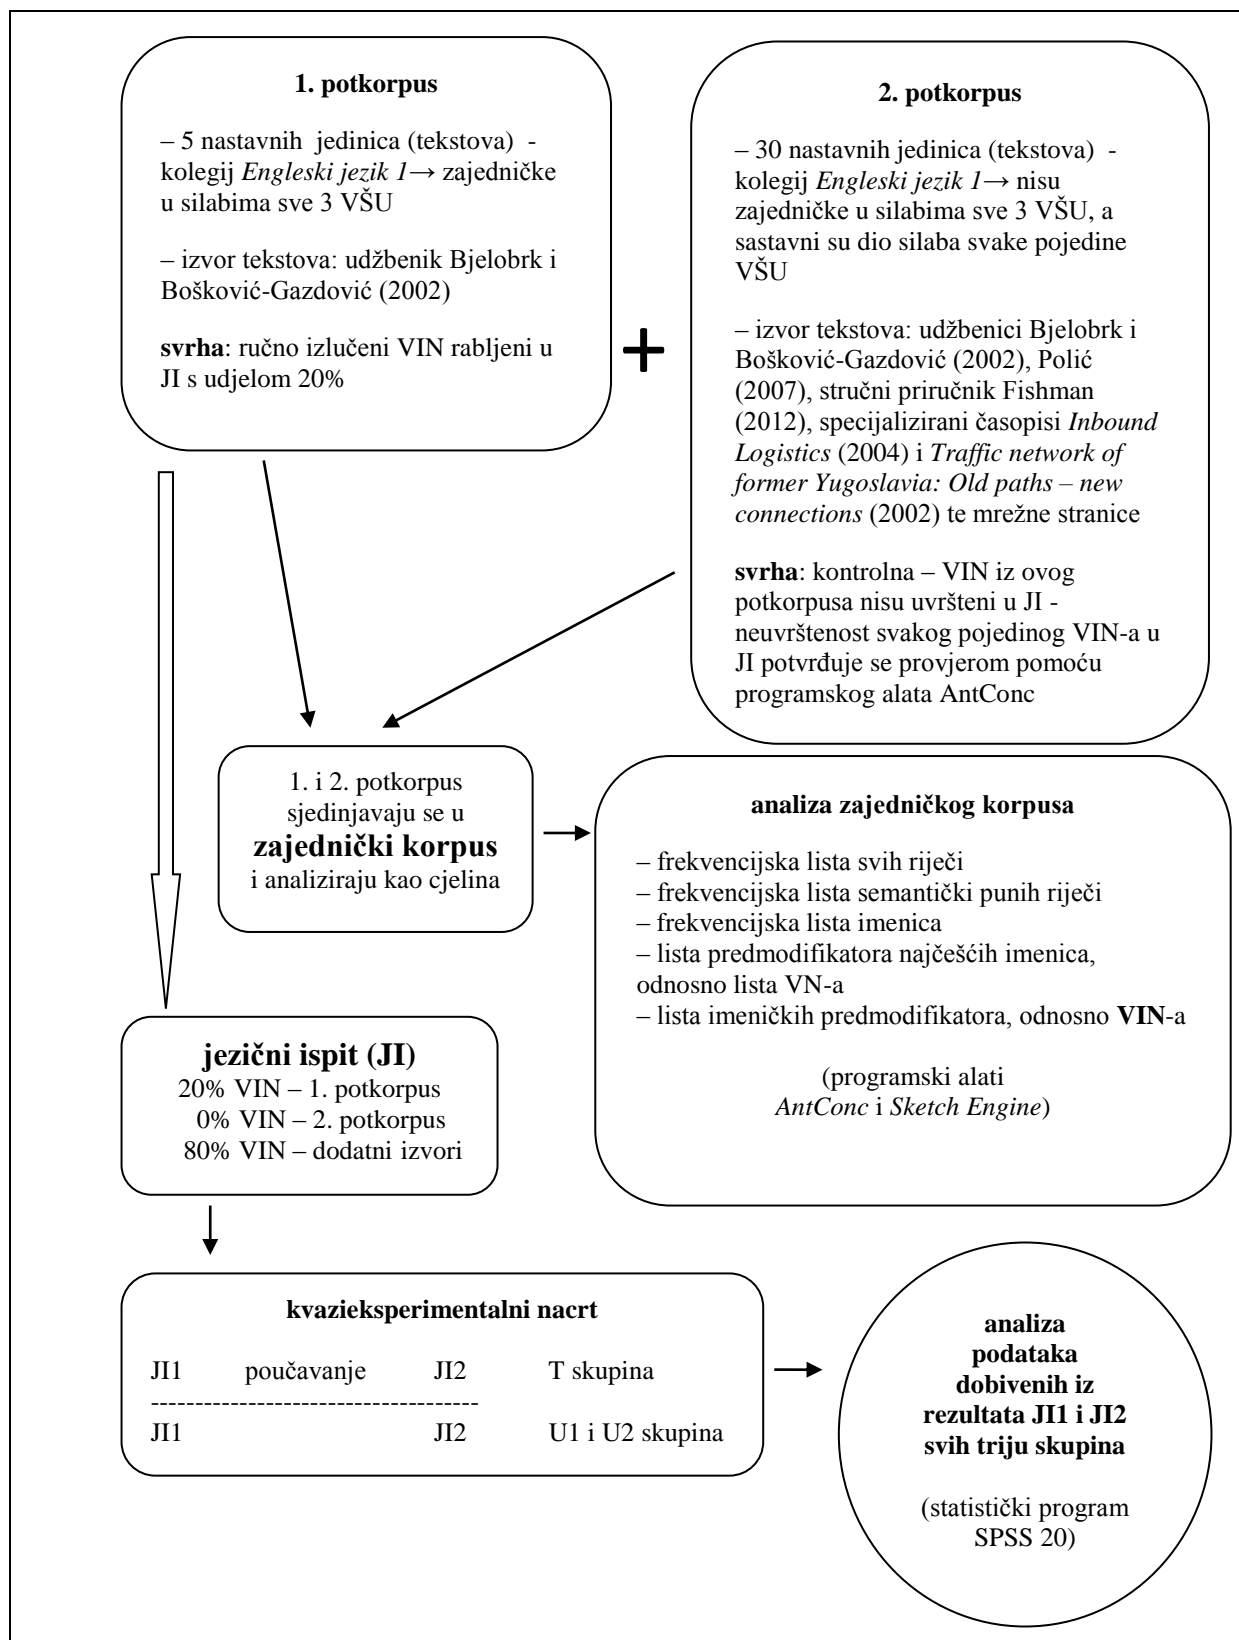 1. potkorpus
– 5 nastavnih jedinica (tekstova) -
kolegij Engleski jezik 1→ zajedničke
u silabima sve 3 VŠU
– izvor tekstova: udžbenik Bjelobrk i
Bošković-Gazdović (2002)
svrha: ručno izlučeni VIN rabljeni u
JI s udjelom 20%
+
2. potkorpus
– 30 nastavnih jedinica (tekstova) -
kolegij Engleski jezik 1→ nisu
zajedničke u silabima sve 3 VŠU, a
sastavni su dio silaba svake pojedine
VŠU
– izvor tekstova: udžbenici Bjelobrk i
Bošković-Gazdović (2002), Polić
(2007), stručni priručnik Fishman
(2012), specijalizirani časopisi Inbound
Logistics (2004) i Traffic network of
former Yugoslavia: Old paths – new
connections (2002) te mrežne stranice
svrha: kontrolna – VIN iz ovog
potkorpusa nisu uvršteni u JI -
neuvrštenost svakog pojedinog VIN-a u
JI potvrđuje se provjerom pomoću
programskog alata AntConc
1. i 2. potkorpus
sjedinjavaju se u
zajednički korpus
i analiziraju kao cjelina
analiza zajedničkog korpusa
– frekvencijska lista svih riječi
– frekvencijska lista semantički punih riječi
– frekvencijska lista imenica
– lista predmodifikatora najčešćih imenica,
odnosno lista VN-a
– lista imeničkih predmodifikatora, odnosno VIN-a
(programski alati
AntConc i Sketch Engine)
jezični ispit (JI)
20% VIN – 1. potkorpus
0% VIN – 2. potkorpus
80% VIN – dodatni izvori
kvazieksperimentalni nacrt
JI1 poučavanje JI2 T skupina
-------------------------------------
JI1 JI2 U1 i U2 skupina
analiza
podataka
dobivenih iz
rezultata JI1 i JI2
svih triju skupina
(statistički program
SPSS 20)